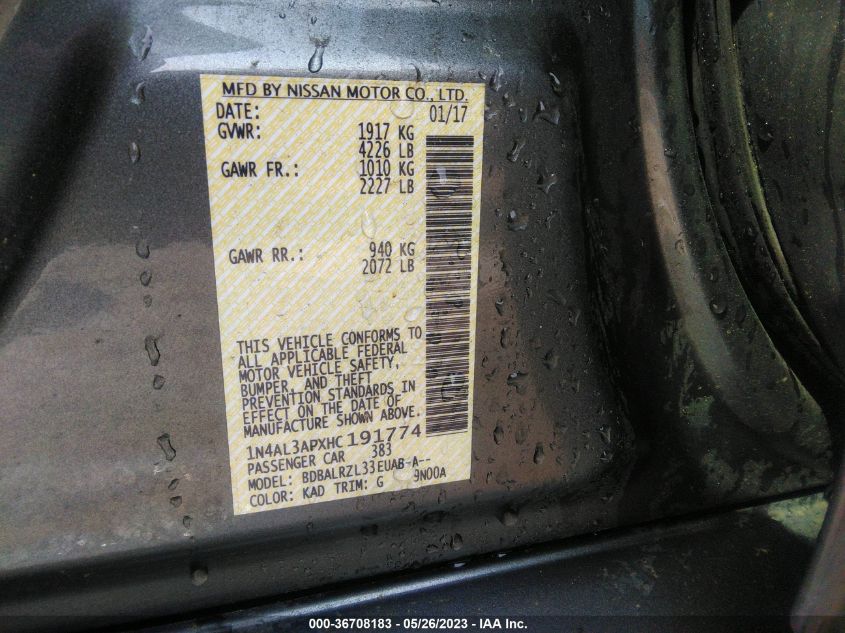 MFD BY NISSAN MOTOR CO., LTD.
DATE: 01/17
GVWR: 1917 KG
4226 LB
GAWR FR.: 1010 KG
2227 LB
GAWR RR.: 940 KG
2072 LB
THIS VEHICLE CONFORMS TO
ALL APPLICABLE FEDERAL
MOTOR VEHICLE SAFETY,
BUMPER, AND THEFT
PREVENTION STANDARDS IN
EFFECT ON THE DATE OF
MANUFACTURE SHOWN ABOVE.
1N4AL3APXHC191774
PASSENGER CAR 383
MODEL: BDBALRZL33EUAB-A--
COLOR: KAD TRIM: G 9N00A
000-36708183 - 05/26/2023 - IAA Inc.